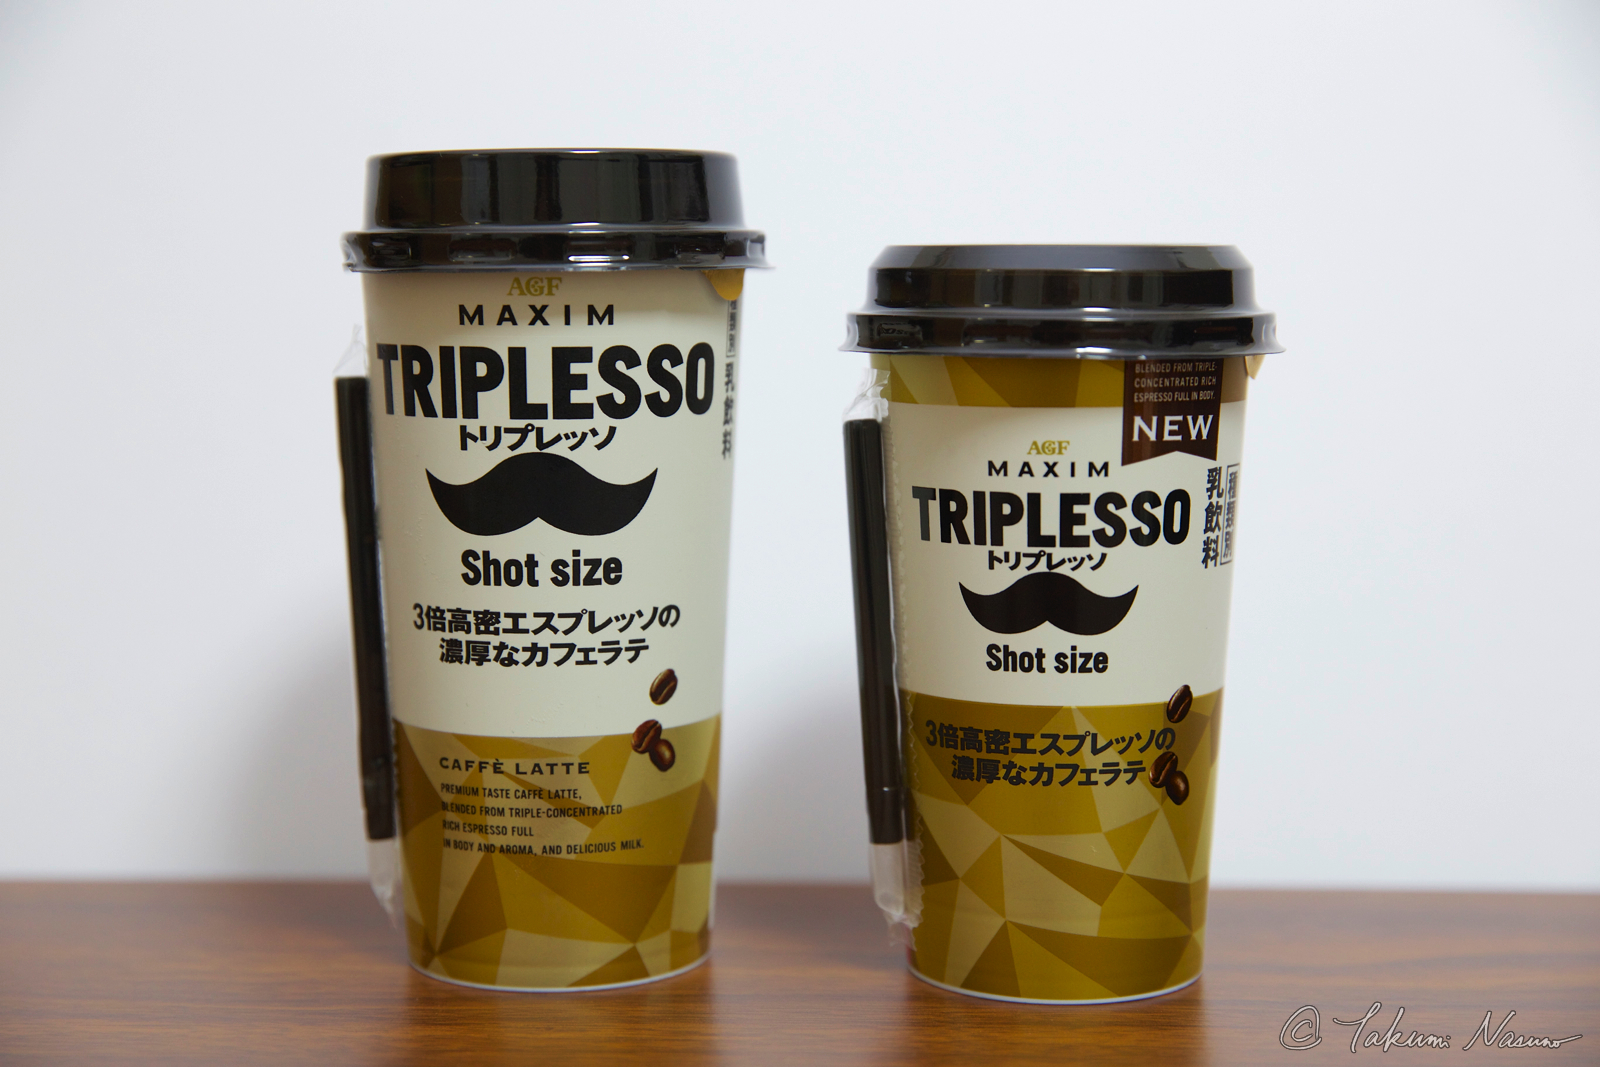 AGF
MAXIM
TRIPLESSO
トリプレッソ
Shot size
3倍高密エスプレッソの
濃厚なカフェラテ
CAFFÈ LATTE
PREMIUM TASTE CAFFÈ LATTE,
BLENDED FROM TRIPLE-CONCENTRATED
RICH ESPRESSO FULL
IN BODY AND AROMA, AND DELICIOUS MILK.
BLENDED FROM TRIPLE-
CONCENTRATED RICH
ESPRESSO FULL IN BODY.
NEW
AGF
MAXIM
TRIPLESSO
トリプレッソ
Shot size
種類別
乳飲料
3倍高密エスプレッソの
濃厚なカフェラテ
© Takumi Nasuno